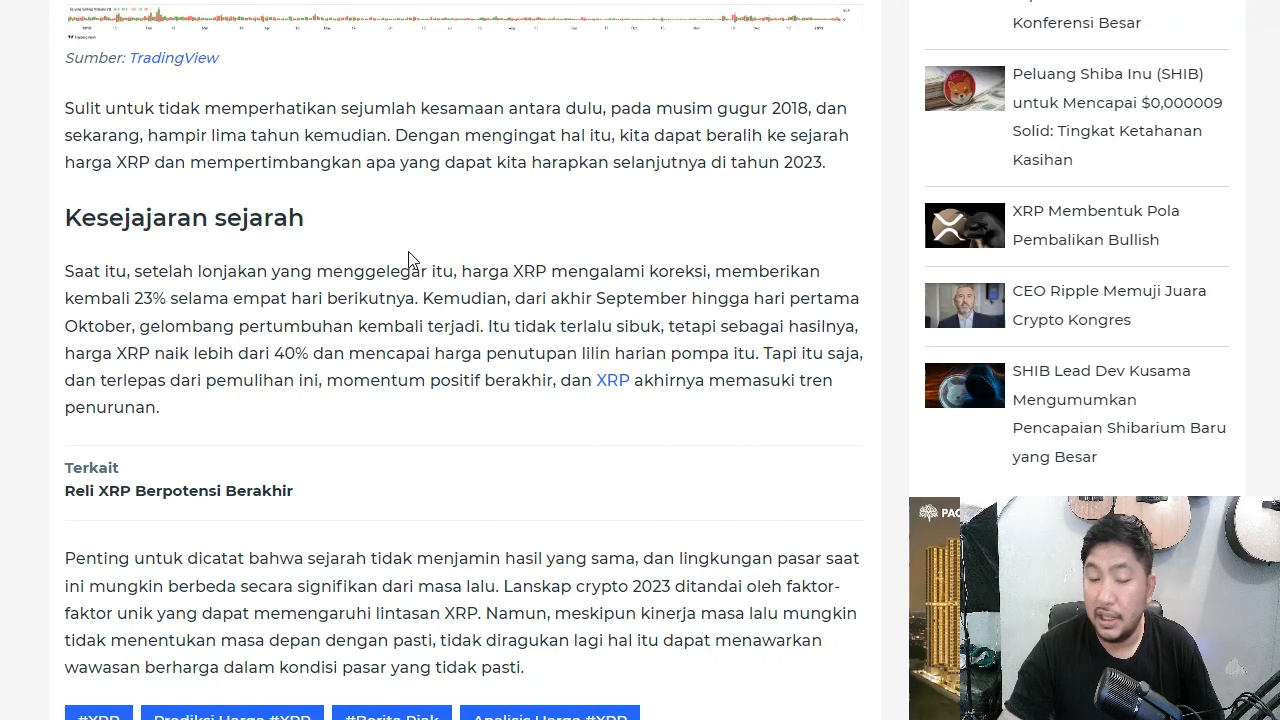 Sumber: TradingView
Sulit untuk tidak memperhatikan sejumlah kesamaan antara dulu, pada musim gugur 2018, dan
sekarang, hampir lima tahun kemudian. Dengan mengingat hal itu, kita dapat beralih ke sejarah
harga XRP dan mempertimbangkan apa yang dapat kita harapkan selanjutnya di tahun 2023.
Kesejajaran sejarah
Saat itu, setelah lonjakan yang menggelegar itu, harga XRP mengalami koreksi, memberikan
kembali 23% selama empat hari berikutnya. Kemudian, dari akhir September hingga hari pertama
Oktober, gelombang pertumbuhan kembali terjadi. Itu tidak terlalu sibuk, tetapi sebagai hasilnya,
harga XRP naik lebih dari 40% dan mencapai harga penutupan lilin harian pompa itu. Tapi itu saja,
dan terlepas dari pemulihan ini, momentum positif berakhir, dan XRP akhirnya memasuki tren
penurunan.
Terkait
Reli XRP Berpotensi Berakhir
Penting untuk dicatat bahwa sejarah tidak menjamin hasil yang sama, dan lingkungan pasar saat
ini mungkin berbeda secara signifikan dari masa lalu. Lanskap crypto 2023 ditandai oleh faktor-
faktor unik yang dapat memengaruhi lintasan XRP. Namun, meskipun kinerja masa lalu mungkin
tidak menentukan masa depan dengan pasti, tidak diragukan lagi hal itu dapat menawarkan
wawasan berharga dalam kondisi pasar yang tidak pasti.
#XRP Prediksi Harga #XRP #Berita Riak Analisis Harga #XRP
Konferensi Besar
Peluang Shiba Inu (SHIB)
untuk Mencapai $0,000009
Solid: Tingkat Ketahanan
Kasihan
XRP Membentuk Pola
Pembalikan Bullish
CEO Ripple Memuji Juara
Crypto Kongres
SHIB Lead Dev Kusama
Mengumumkan
Pencapaian Shibarium Baru
yang Besar